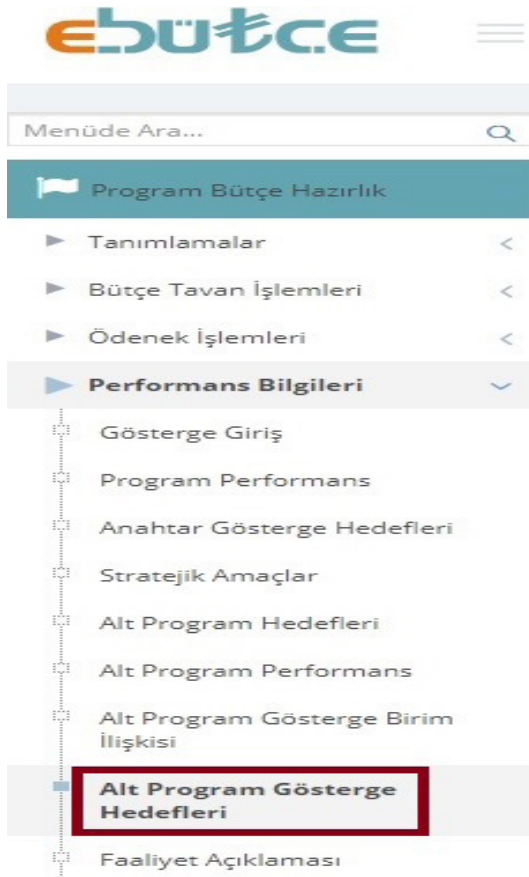 ebütçe
Menüde Ara...
Program Bütçe Hazırlık
Tanımlamalar
Bütçe Tavan İşlemleri
Ödenek İşlemleri
Performans Bilgileri
Gösterge Giriş
Program Performans
Anahtar Gösterge Hedefleri
Stratejik Amaçlar
Alt Program Hedefleri
Alt Program Performans
Alt Program Gösterge Birim
İlişkisi
Alt Program Gösterge
Hedefleri
Faaliyet Açıklaması